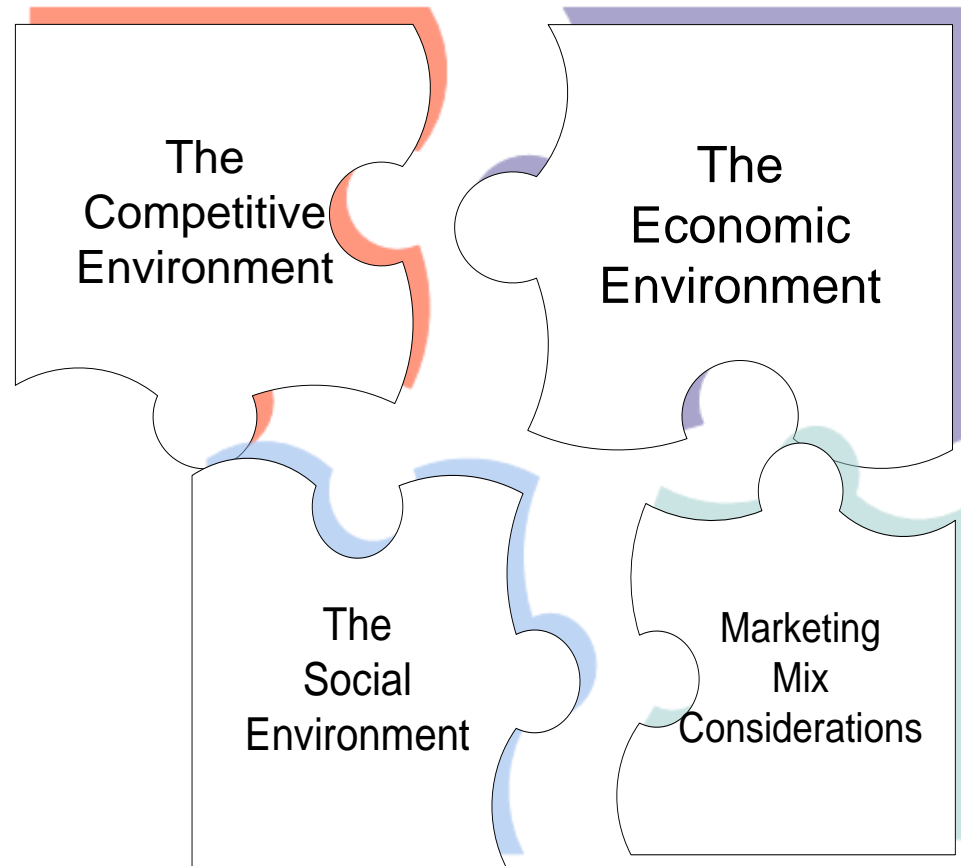 The
Competitive
Environment
The
Economic
Environment
The
Social
Environment
Marketing
Mix
Considerations